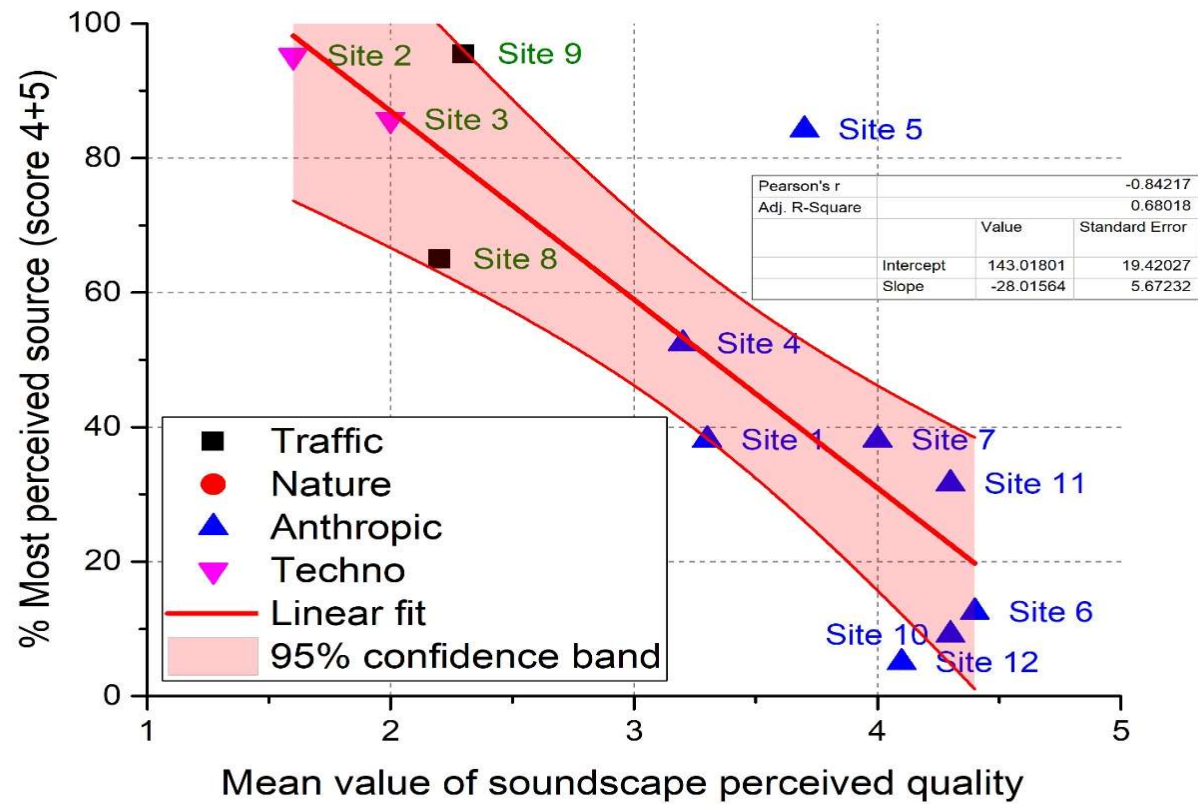 % Most perceived source (score 4+5)
100
80
60
40
20
0
Site 2
Site 9
Site 3
Site 5
Site 8
Site 4
Site 1
Site 7
Site 11
Site 6
Site 10
Site 12
Pearson's r -0.84217
Adj. R-Square 0.68018
Value Standard Error
Intercept 143.01801 19.42027
Slope -28.01564 5.67232
Traffic
Nature
Anthropic
Techno
Linear fit
95% confidence band
1 2 3 4 5
Mean value of soundscape perceived quality